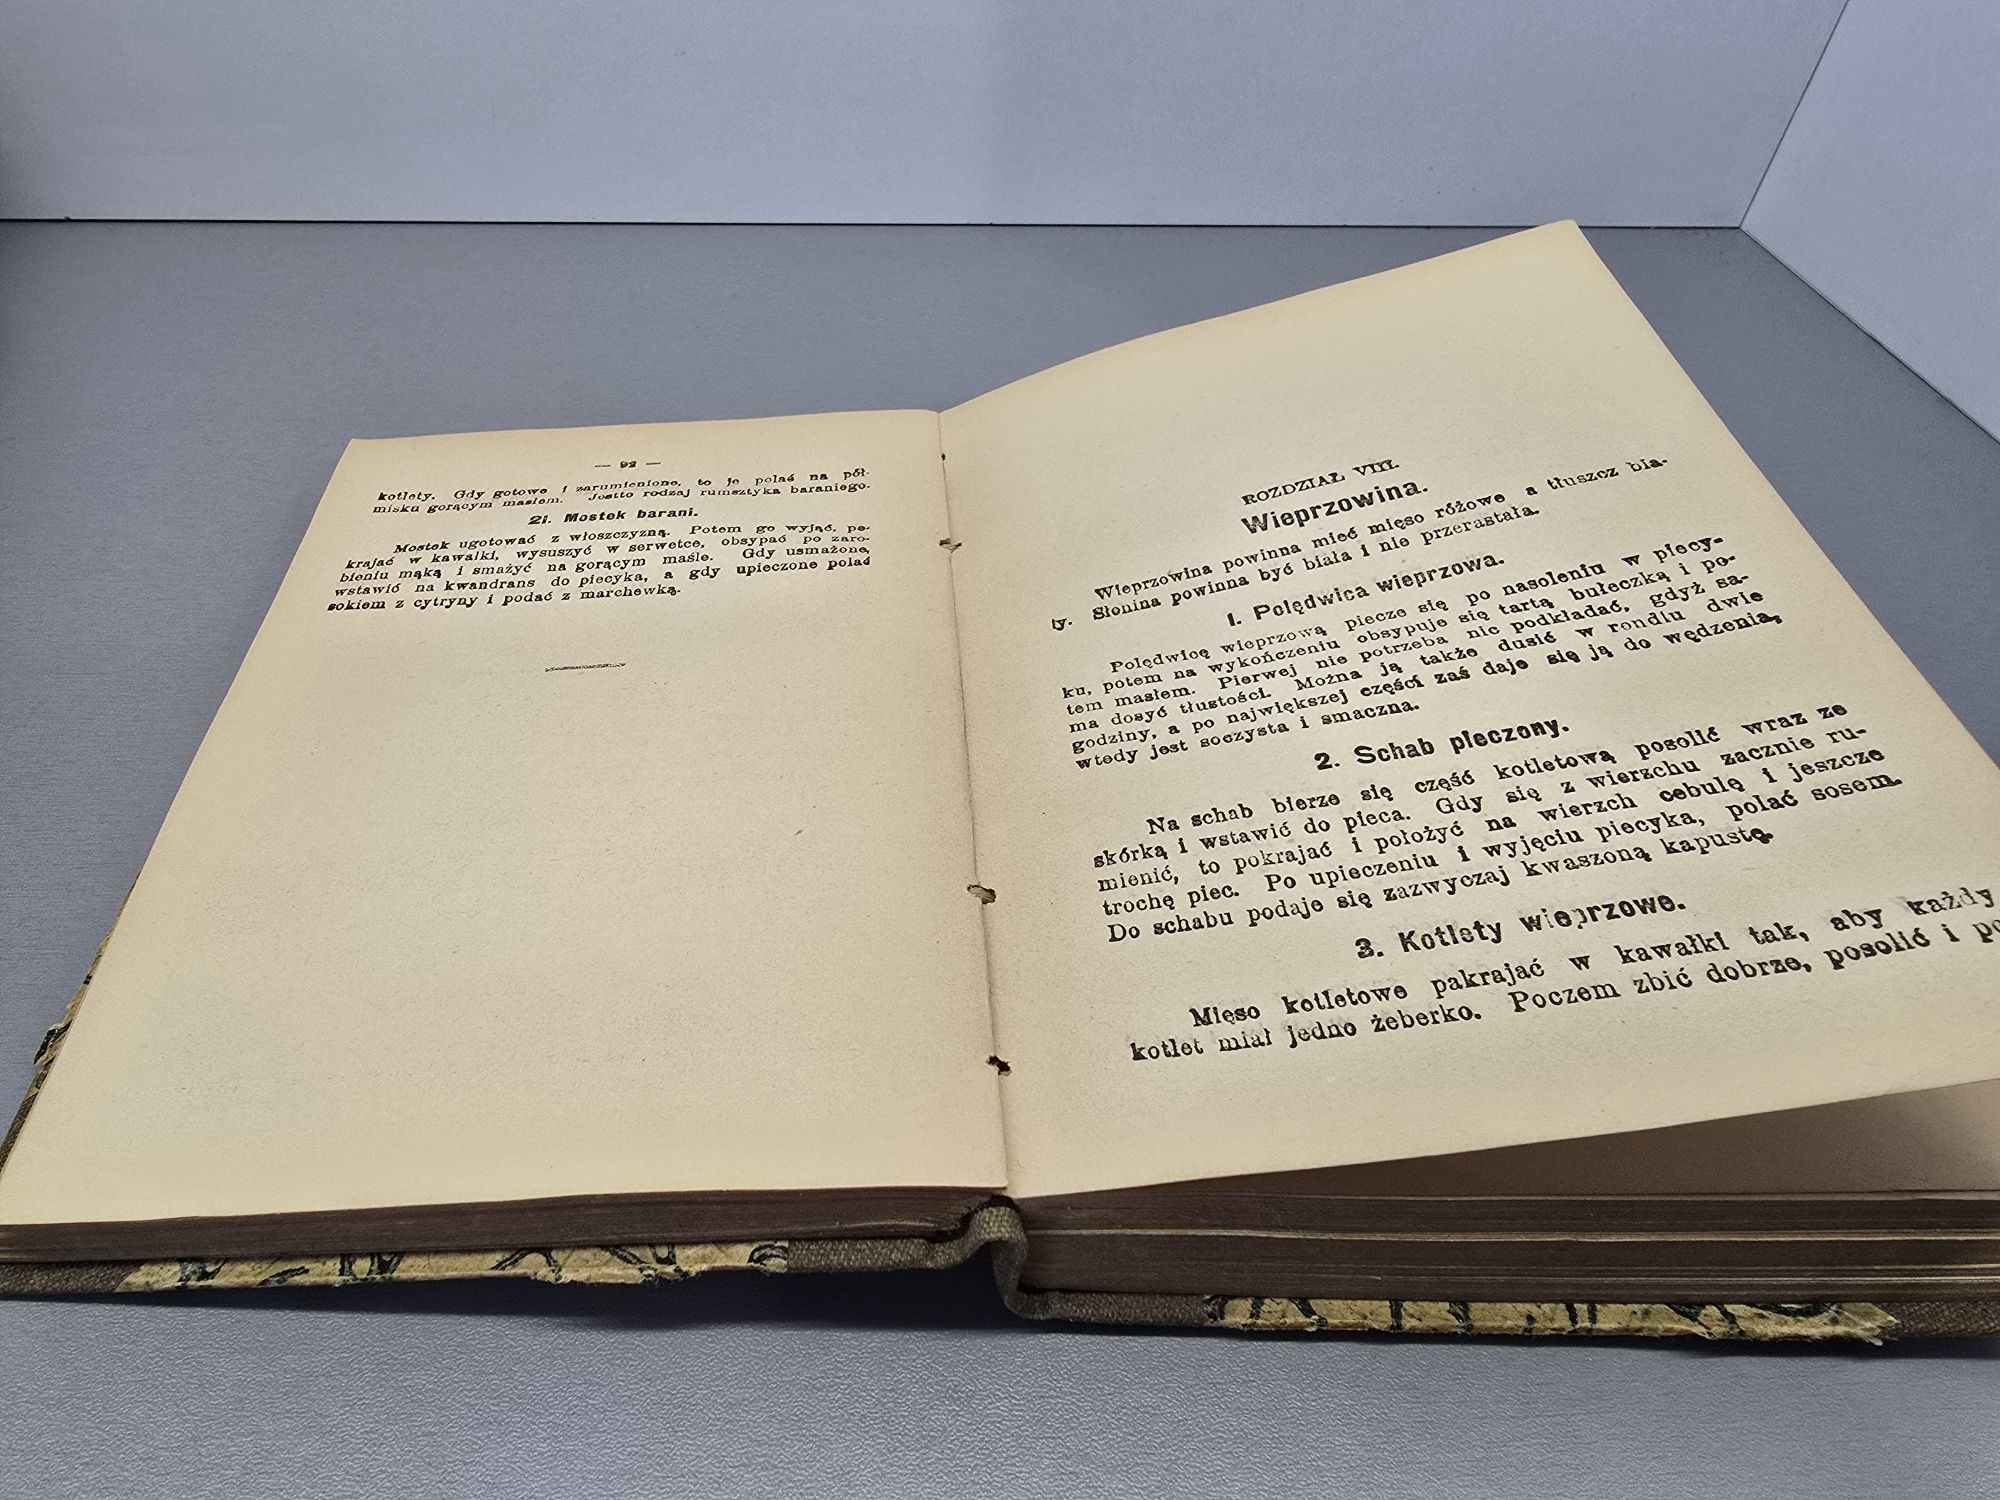 — 92 —
kotlety. Gdy gotowe i zarumienione, to je polać na pół-
misku gorącym masłem. Jestto rodzaj rumsztyka baraniego.
21. Mostek barani.
Mostek ugotować z włoszczyzną. Potem go wyjąć, po-
krajać w kawałki, wysuszyć w serwetce, obsypać po zaro-
bieniu mąką i smażyć na gorącym maśle. Gdy usmażone,
wstawić na kwandrans do piecyka, a gdy upieczone polać
sokiem z cytryny i podać z marchewką.
ROZDZIAŁ VIII.
Wieprzowina.
Wieprzowina powinna mieć mięso różowe a tłuszcz bia-
ły. Słonina powinna być biała i nie przerastała.
1. Polędwica wieprzowa.
Polędwicę wieprzową piecze się po nasoleniu w piecy-
ku, potem na wykończeniu obsypuje się tartą bułeczką i po-
tem masłem. Pierwej nie potrzeba nic podkładać, gdyż sa-
ma dosyć tłustości. Można ją także dusić w rondlu dwie
godziny, a po największej części zaś daje się ją do wędzenia,
wtedy jest soczysta i smaczna.
2. Schab pieczony.
Na schab bierze się część kotletową posolić wraz ze
skórką i wstawić do pieca. Gdy się z wierzchu zacznie ru-
mienić, to pokrajać i położyć na wierzch cebulę i jeszcze
trochę piec. Po upieczeniu i wyjęciu piecyka, polać sosem.
Do schabu podaje się zazwyczaj kwaszoną kapustę.
3. Kotlety wieprzowe.
Mięso kotletowe pakrajać w kawałki tak, aby każdy
kotlet miał jedno żeberko. Poczem zbić dobrze, posolić i po